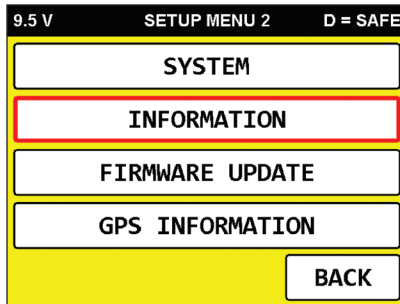 9.5 V SETUP MENU 2 D = SAFE
SYSTEM
INFORMATION
FIRMWARE UPDATE
GPS INFORMATION
BACK